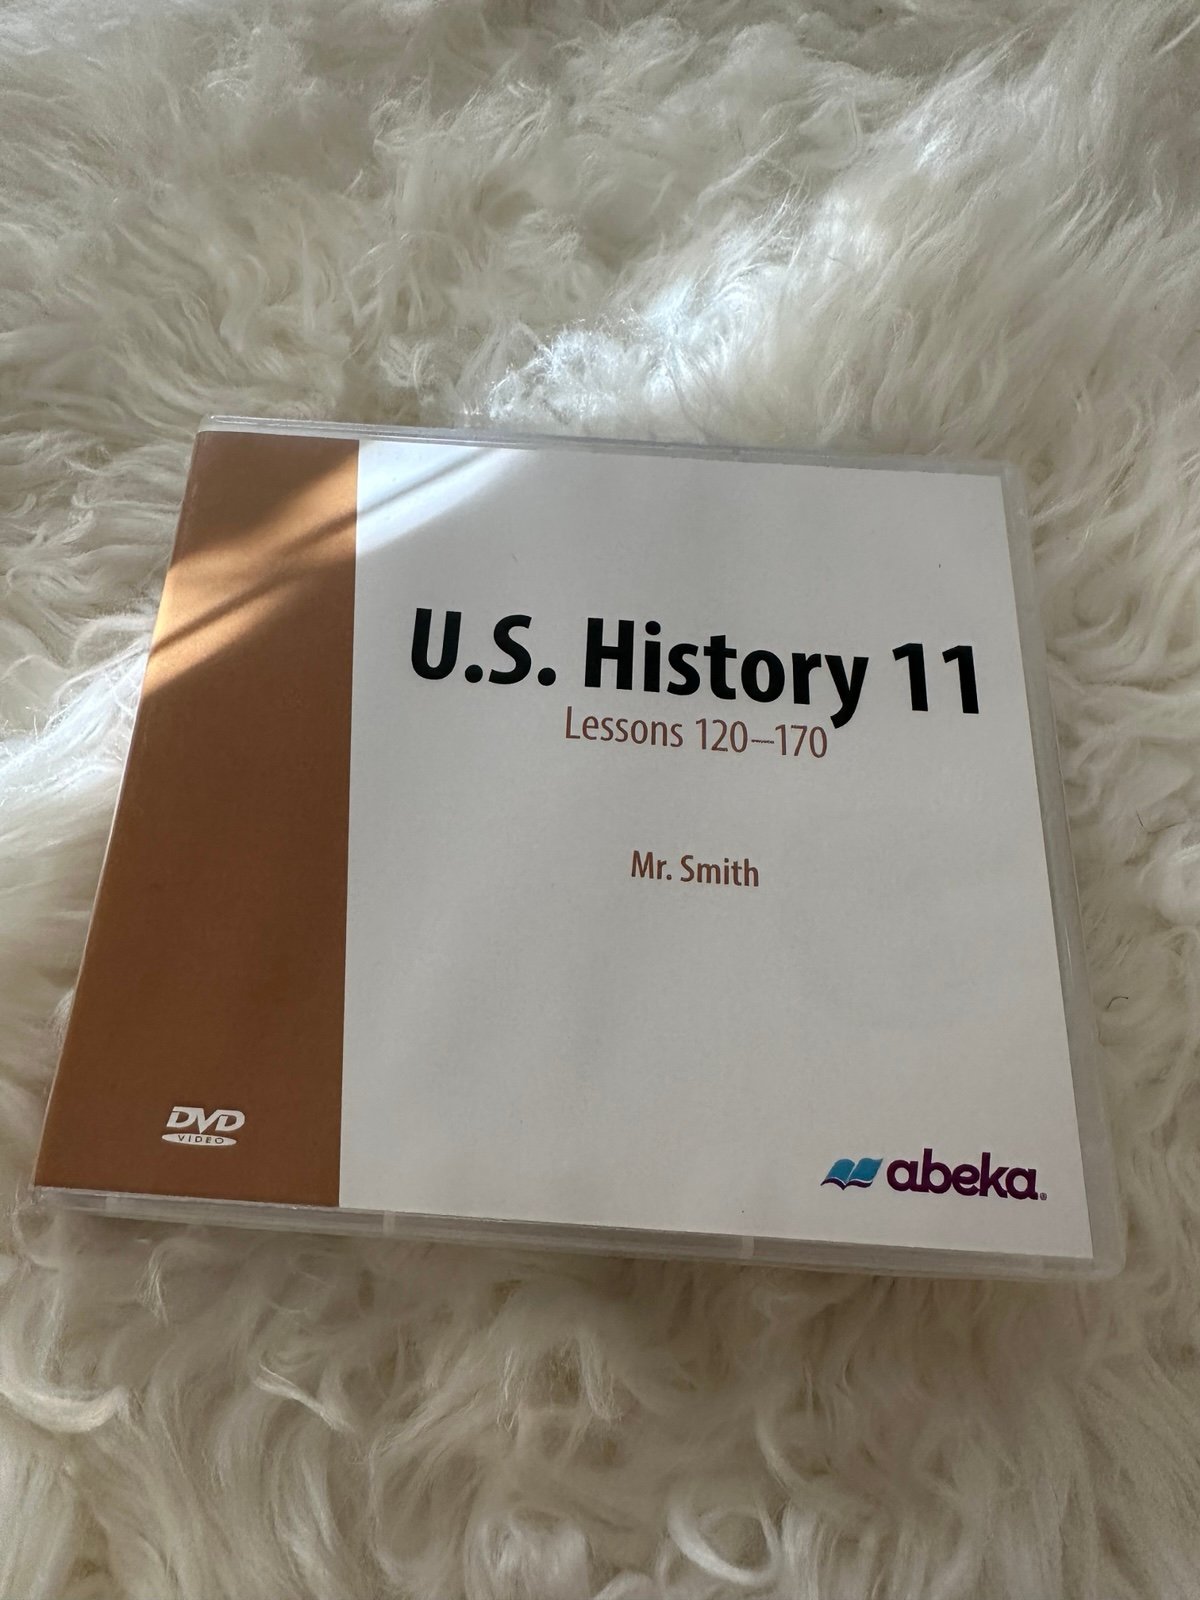 U.S. History 11
Lessons 120–170
Mr. Smith
DVD
VIDEO
abeka®